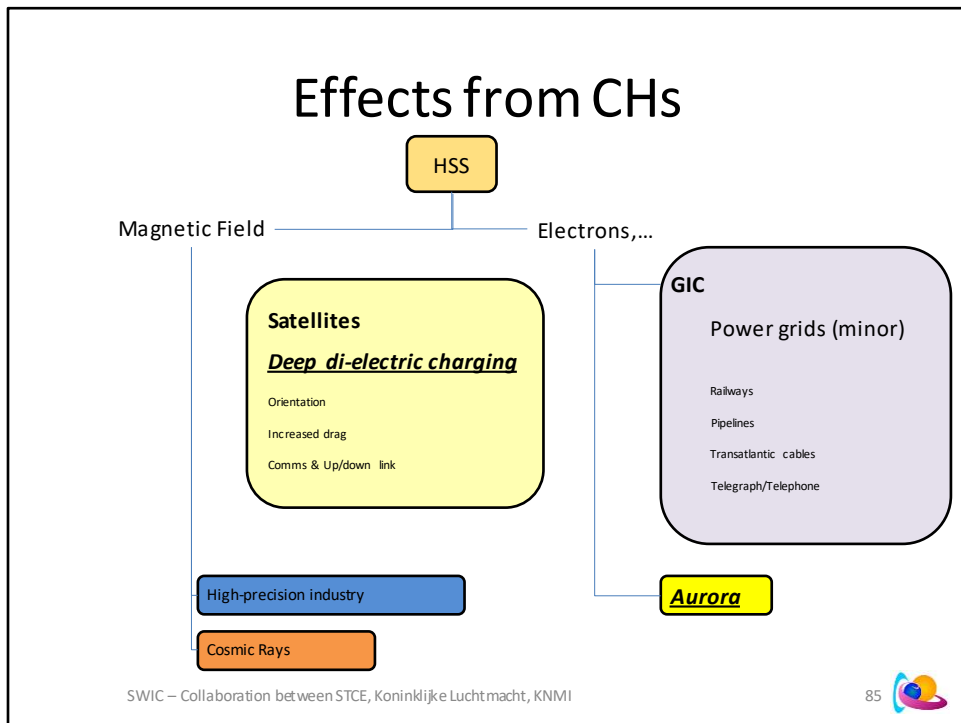 Effects from CHs
HSS
Magnetic Field
Electrons,...
Satellites
Deep di-electric charging
Orientation
Increased drag
Comms & Up/down link
GIC
Power grids (minor)
Railways
Pipelines
Transatlantic cables
Telegraph/Telephone
High-precision industry
Aurora
Cosmic Rays
SWIC – Collaboration between STCE, Koninklijke Luchtmacht, KNMI
85